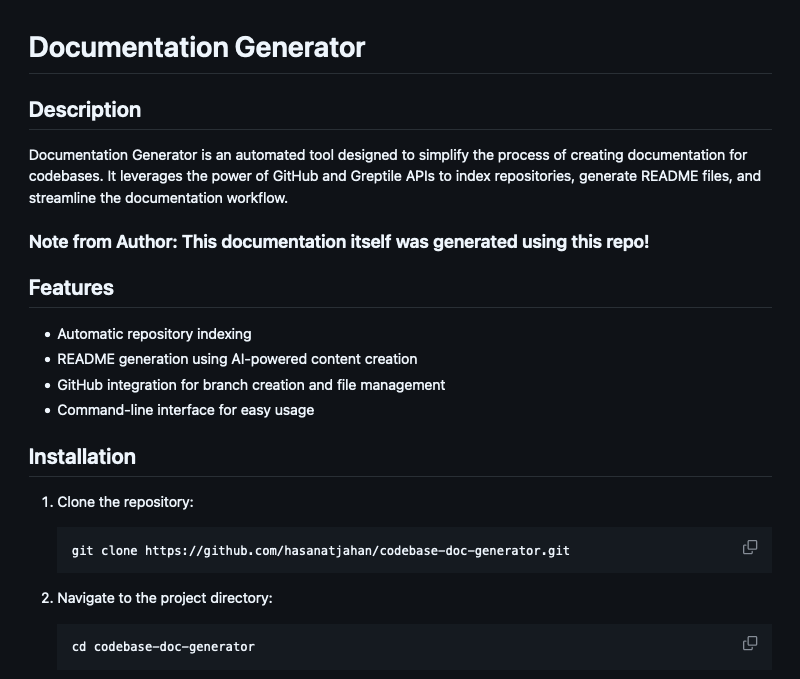 Documentation Generator
Description
Documentation Generator is an automated tool designed to simplify the process of creating documentation for
codebases. It leverages the power of GitHub and Greptile APIs to index repositories, generate README files, and
streamline the documentation workflow.
Note from Author: This documentation itself was generated using this repo!
Features
• Automatic repository indexing
• README generation using AI-powered content creation
• GitHub integration for branch creation and file management
• Command-line interface for easy usage
Installation
1. Clone the repository:
git clone https://github.com/hasanatjahan/codebase-doc-generator.git
2. Navigate to the project directory:
cd codebase-doc-generator